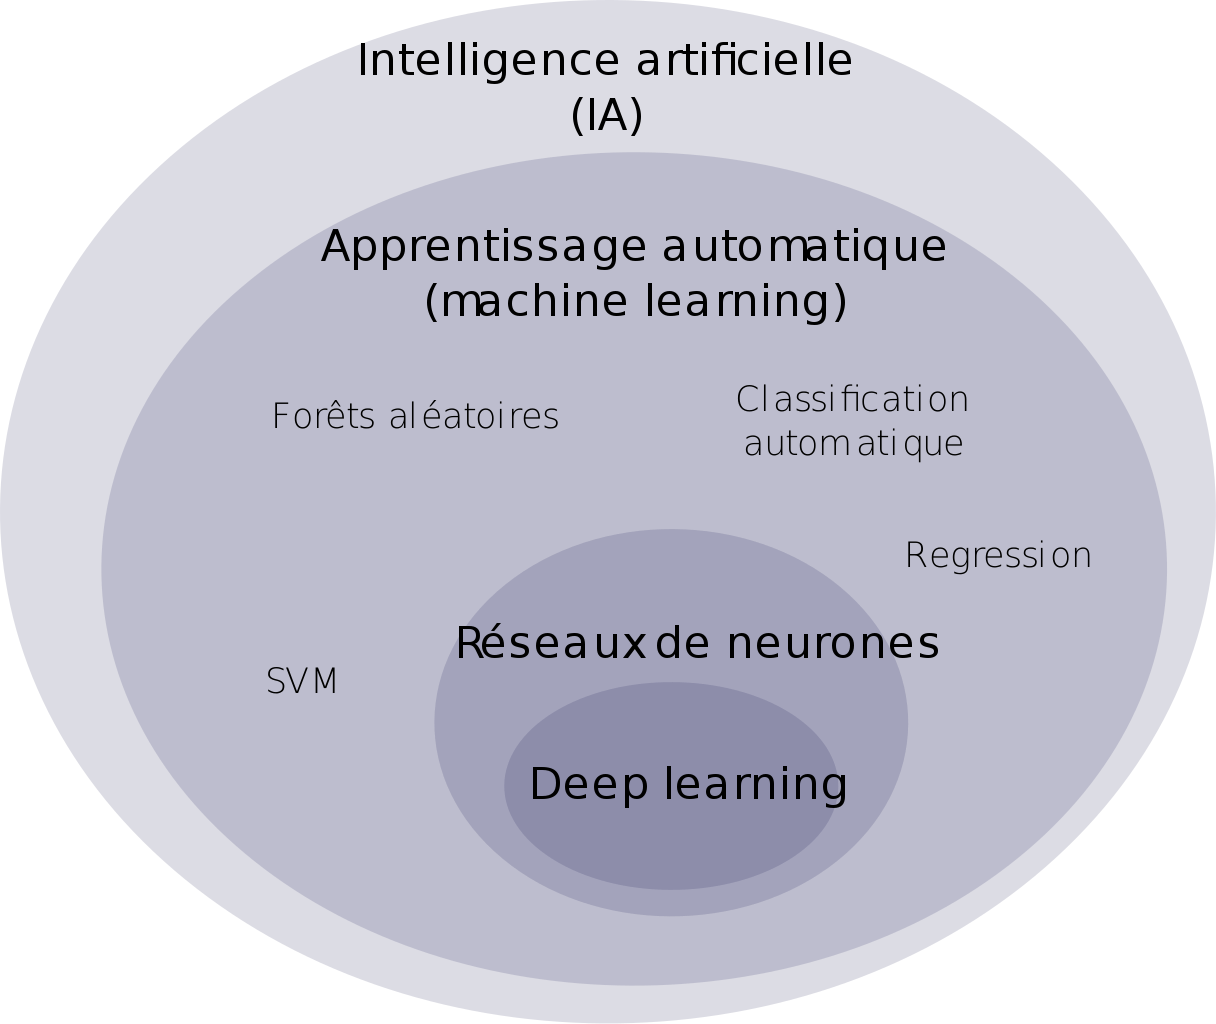 Intelligence artificielle
(IA)
Apprentissage automatique
(machine learning)
Forêts aléatoires
Classification
automatique
Regression
Réseaux de neurones
SVM
Deep learning